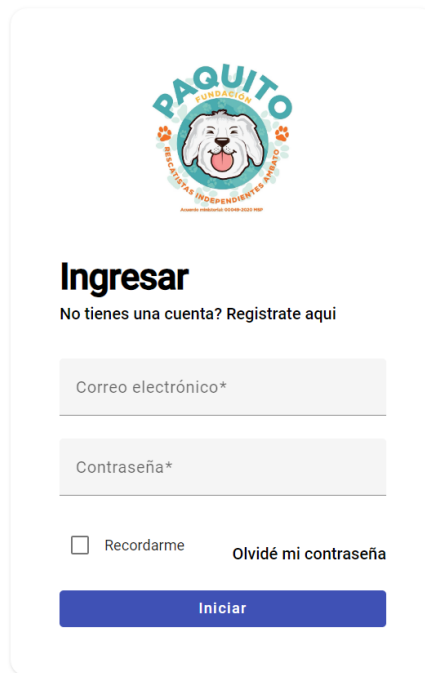 PAQUITO
FUNDACIÓN
RESCATISTAS INDEPENDIENTES AMBATO
Ingresar
No tienes una cuenta? Registrate aqui
Correo electrónico*
Contraseña*
Recordarme
Olvidé mi contraseña
Iniciar